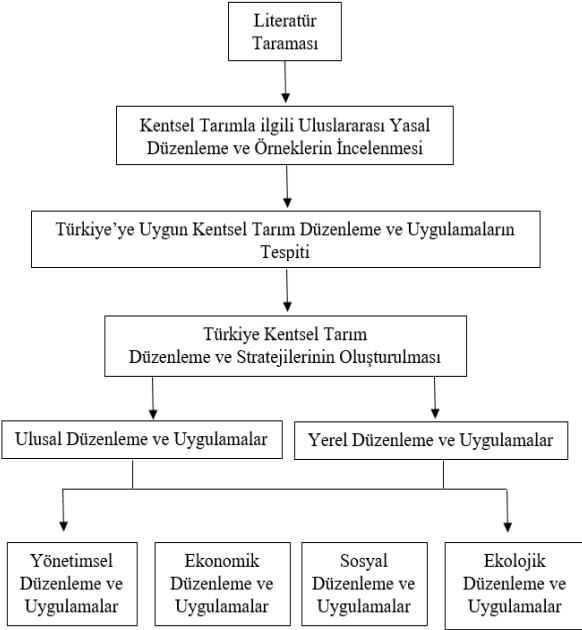 Literatür
Taraması
Kentsel Tarımla ilgili Uluslararası Yasal
Düzenleme ve Örneklerin İncelenmesi
Türkiye’ye Uygun Kentsel Tarım Düzenleme ve Uygulamaların
Tespiti
Türkiye Kentsel Tarım
Düzenleme ve Stratejilerinin Oluşturulması
Ulusal Düzenleme ve Uygulamalar
Yerel Düzenleme ve Uygulamalar
Yönetimsel
Düzenleme ve
Uygulamalar
Ekonomik
Düzenleme ve
Uygulamalar
Sosyal
Düzenleme ve
Uygulamalar
Ekolojik
Düzenleme ve
Uygulamalar